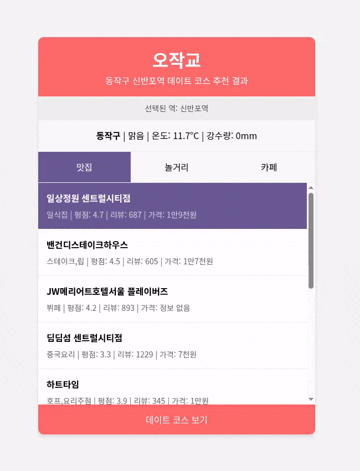 오작교
동작구 신반포역 데이트 코스 추천 결과
선택된 역: 신반포역
동작구 | 맑음 | 온도: 11.7°C | 강수량: 0mm
맛집 놀거리 카페
일상정원 센트럴시티점
일식집 | 평점: 4.7 | 리뷰: 687 | 가격: 1만9천원
밴건디스테이크하우스
스테이크,립 | 평점: 4.5 | 리뷰: 605 | 가격: 1만7천원
JW메리어트호텔서울 플레이버즈
뷔페 | 평점: 4.2 | 리뷰: 893 | 가격: 정보 없음
딤딤섬 센트럴시티점
중국요리 | 평점: 3.3 | 리뷰: 1229 | 가격: 7천원
하트타임
호프,요리주점 | 평점: 3.9 | 리뷰: 345 | 가격: 1만원
데이트 코스 보기